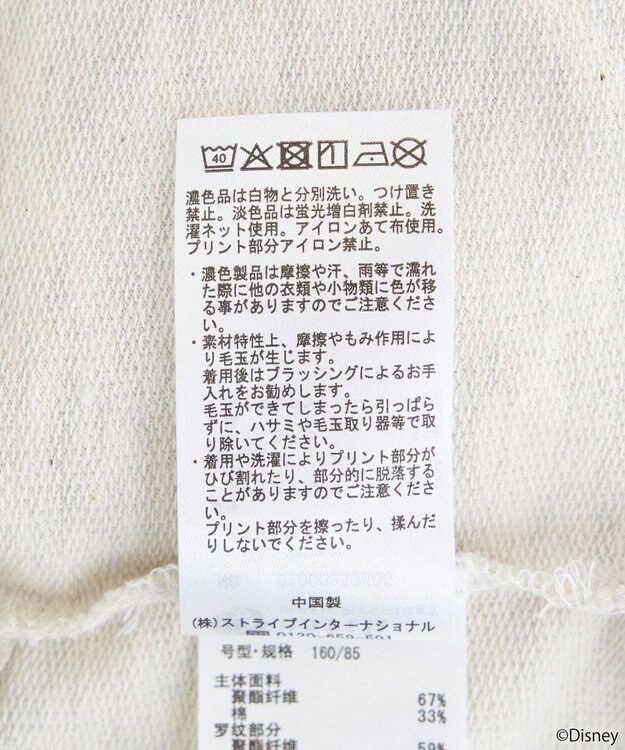 40
濃色品は白物と分別洗い。つけ置き
禁止。淡色品は蛍光増白剤禁止。洗
濯ネット使用。アイロンあて布使用。
プリント部分アイロン禁止。
・濃色製品は摩擦や汗、雨等で濡れ
た際に他の衣類や小物類に色が移
る事がありますのでご注意くださ
い。
・素材特性上、摩擦やもみ作用によ
り毛玉が生じます。
着用後はブラッシングによるお手
入れをお勧めします。
毛玉ができてしまったら引っぱら
ずに、ハサミや毛玉取り器等で取
り除いてください。
・着用や洗濯によりプリント部分が
ひび割れたり、部分的に脱落する
ことがありますのでご注意くださ
い。
プリント部分を擦ったり、揉んだ
りしないでください。
中国製
(株)ストライプインターナショナル
号型·规格 160/85
主体面料
聚酯纤维 67%
棉 33%
罗纹部分
聚酯纤维 59%
©Disney